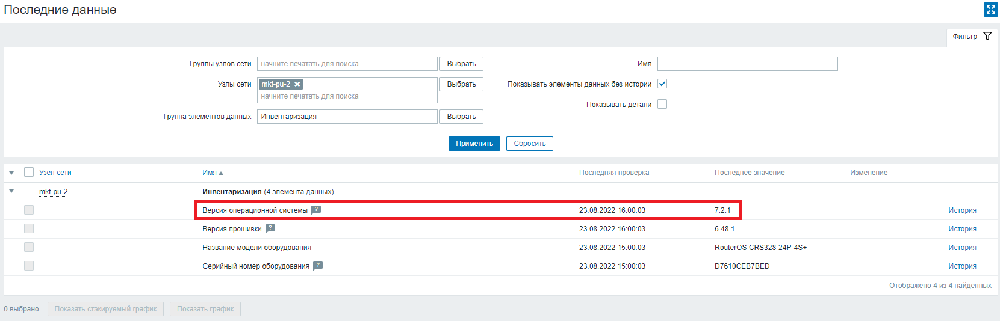 Последние данные
Фильтр
Группы узлов сети начните печатать для поиска Выбрать Имя
Узлы сети mkt-pu-2 Выбрать Показывать элементы данных без истории
начните печатать для поиска
Показывать детали
Группа элементов данных Инвентаризация Выбрать
Применить Сбросить
Узел сети Имя Последняя проверка Последнее значение Изменение
mkt-pu-2 Инвентаризация (4 элемента данных)
Версия операционной системы ? 23.08.2022 16:00:03 7.2.1 История
Версия прошивки ? 23.08.2022 16:00:03 6.48.1 История
Название модели оборудования 23.08.2022 15:00:03 RouterOS CRS328-24P-4S+ История
Серийный номер оборудования ? 23.08.2022 15:00:03 D7610CEB7BED История
Отображено 4 из 4 найденных
0 выбрано Показать стэкируемый график Показать график